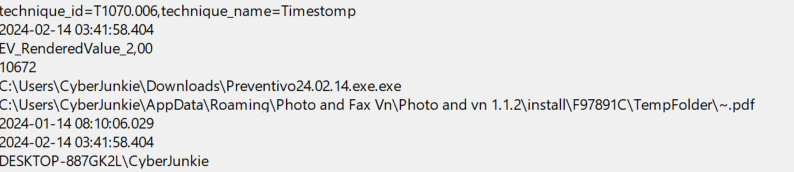 technique_id=T1070.006,technique_name=Timestomp
2024-02-14 03:41:58.404
EV_RenderedValue_2,00
10672
C:\Users\CyberJunkie\Downloads\Preventivo24.02.14.exe.exe
C:\Users\CyberJunkie\AppData\Roaming\Photo and Fax Vn\Photo and vn 1.1.2\install\F97891C\TempFolder\~.pdf
2024-01-14 08:10:06.029
2024-02-14 03:41:58.404
DESKTOP-887GK2L\CyberJunkie